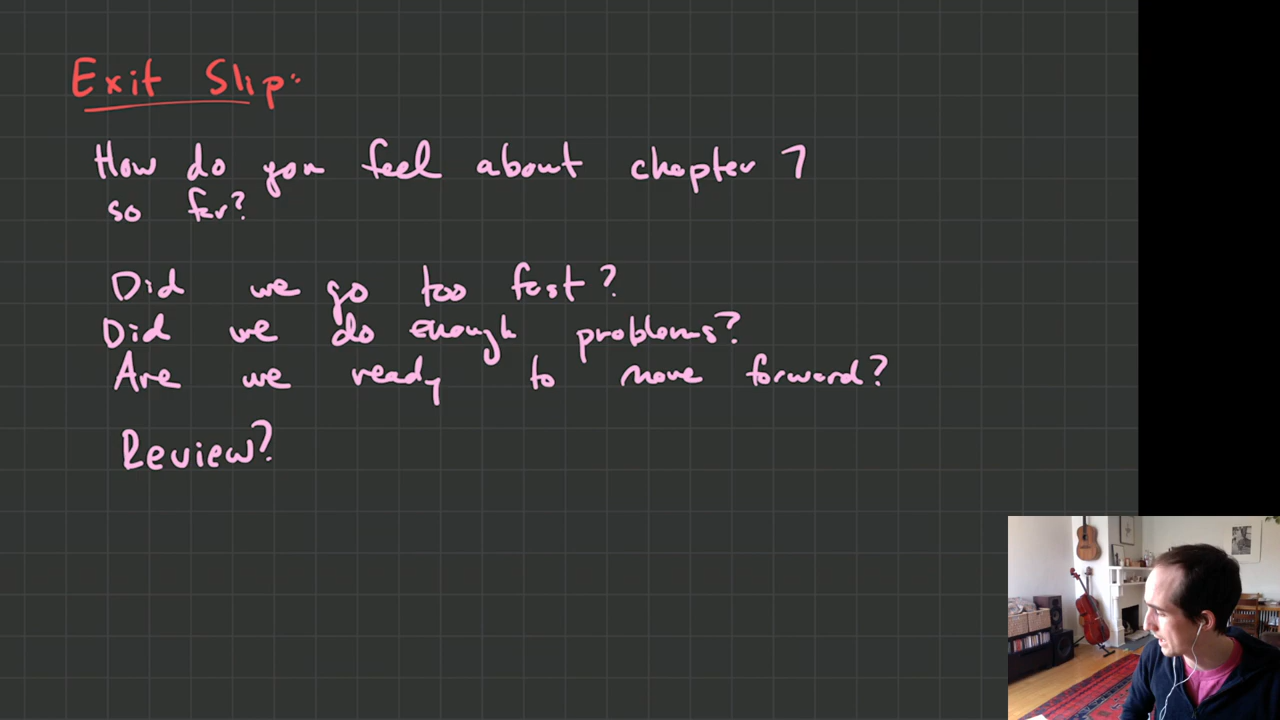 Exit Slip:
How do you feel about chapter 7
so far?
Did we go too fast?
Did we do enough problems?
Are we ready to move forward?
Review?